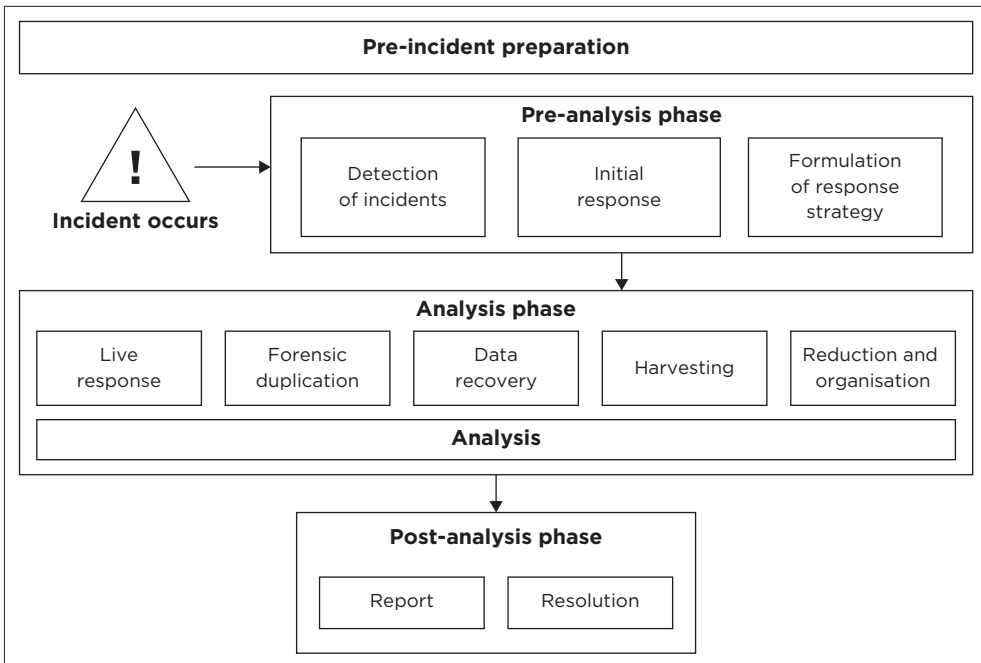 Pre-incident preparation
Pre-analysis phase
!
Incident occurs
Detection
of incidents
Initial
response
Formulation
of response
strategy
Analysis phase
Live
response
Forensic
duplication
Data
recovery
Harvesting
Reduction and
organisation
Analysis
Post-analysis phase
Report
Resolution